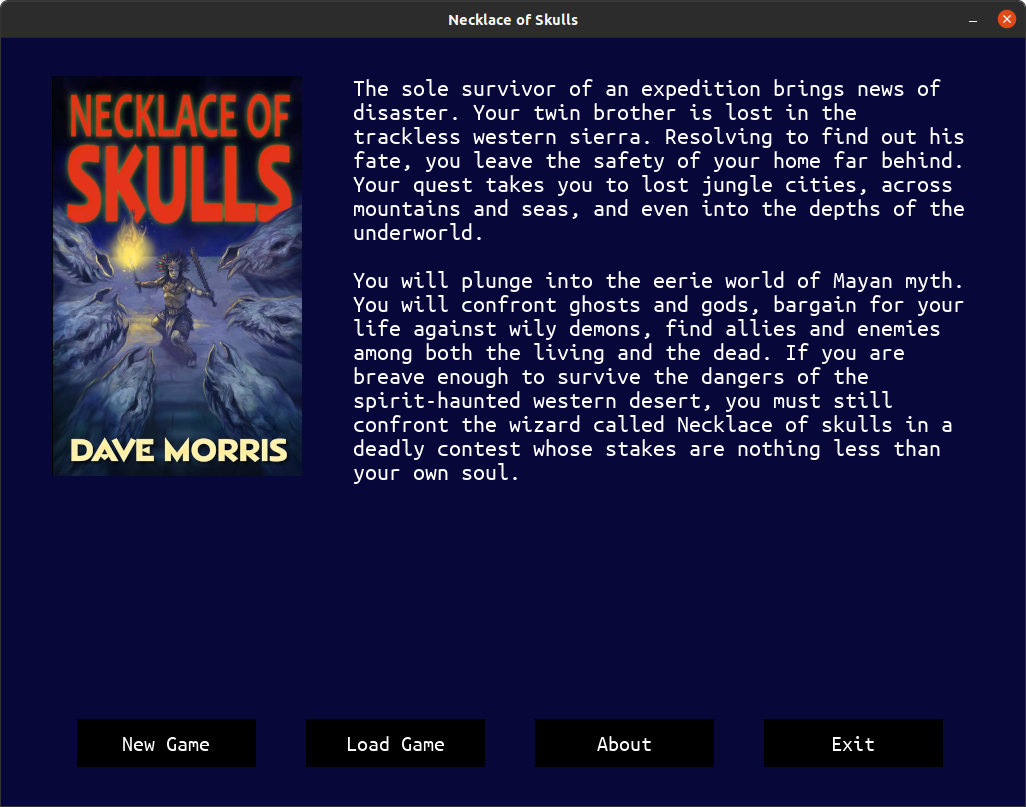 Necklace of Skulls
NECKLACE OF
SKULLS
DAVE MORRIS
The sole survivor of an expedition brings news of
disaster. Your twin brother is lost in the
trackless western sierra. Resolving to find out his
fate, you leave the safety of your home far behind.
Your quest takes you to lost jungle cities, across
mountains and seas, and even into the depths of the
underworld.
You will plunge into the eerie world of Mayan myth.
You will confront ghosts and gods, bargain for your
life against wily demons, find allies and enemies
among both the living and the dead. If you are
breave enough to survive the dangers of the
spirit-haunted western desert, you must still
confront the wizard called Necklace of skulls in a
deadly contest whose stakes are nothing less than
your own soul.
New Game
Load Game
About
Exit